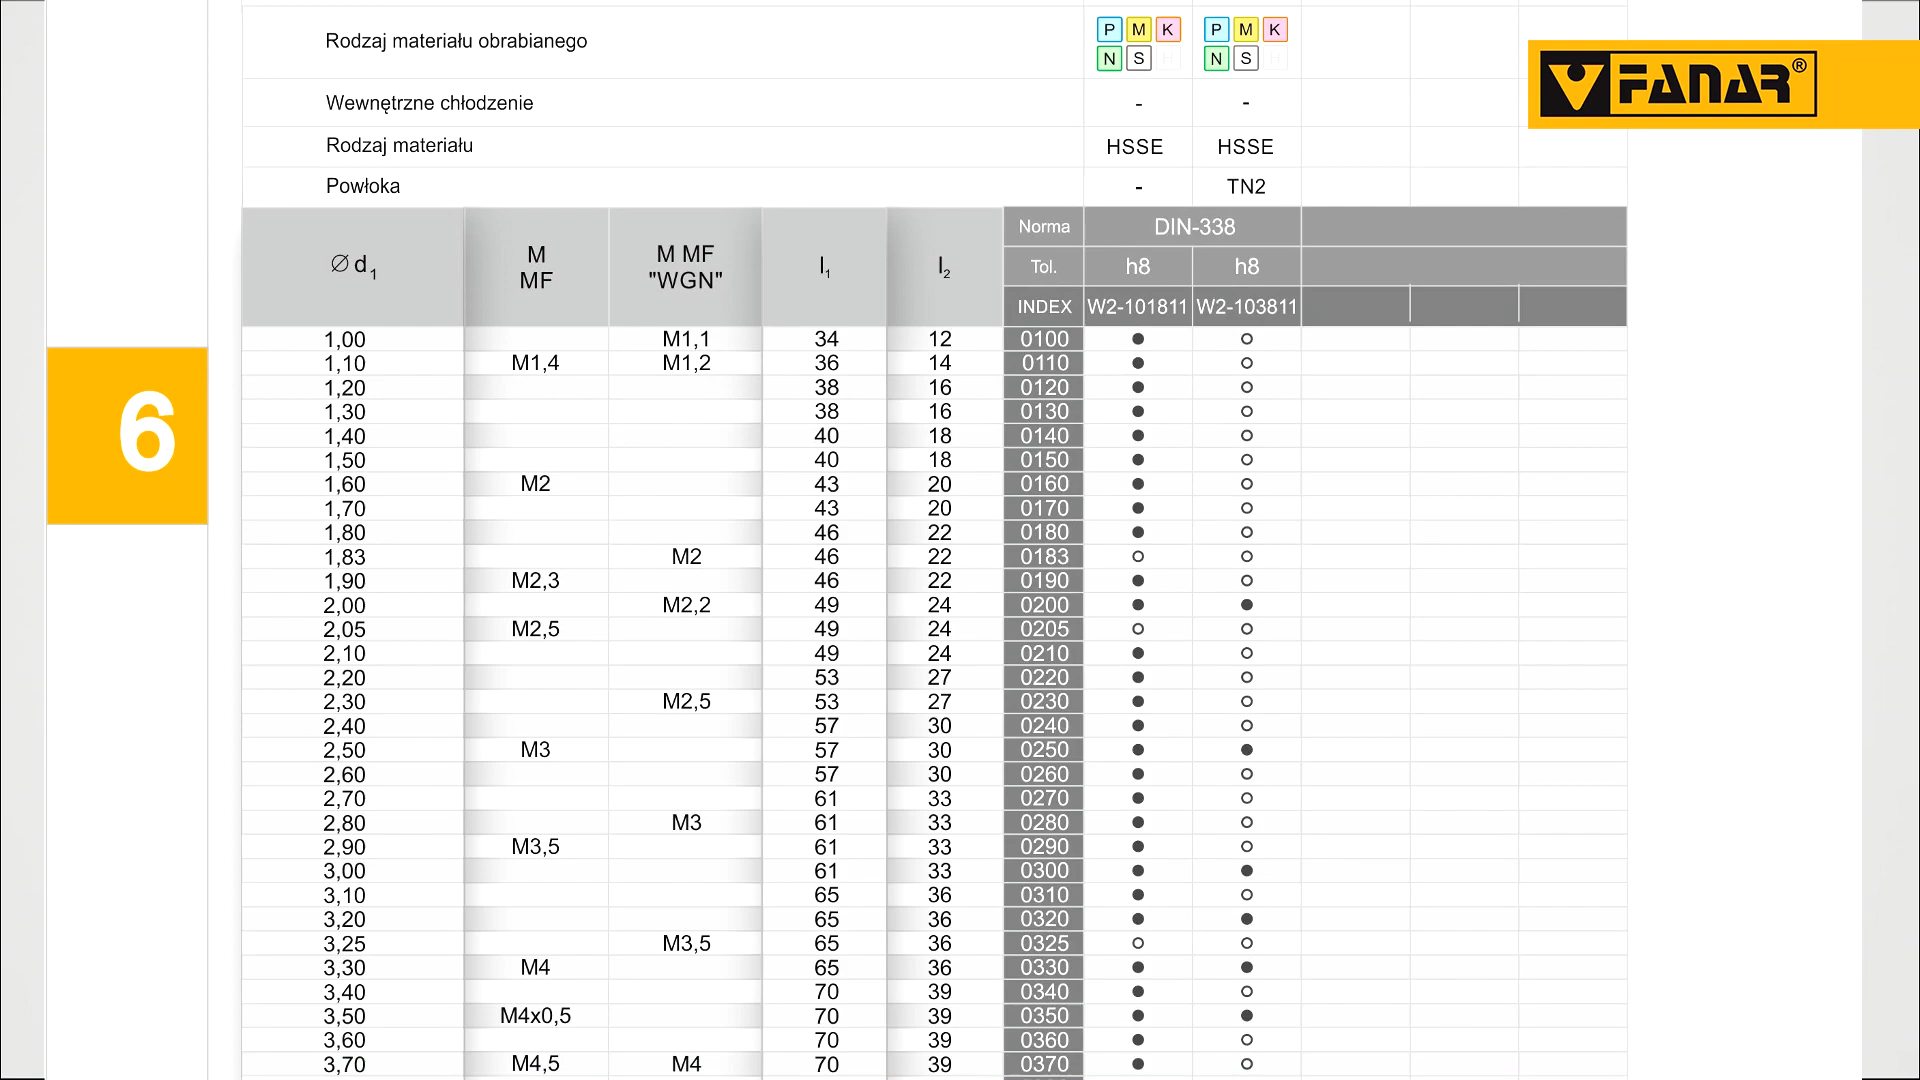 Rodzaj materiału obrabianego P M K P M K
N S H N S H
Wewnętrzne chłodzenie - -
Rodzaj materiału HSSE HSSE
Powłoka - TN2
FANAR®
6
Ø d1 M MF M MF "WGN" l1 l2 Norma DIN-338
Tol. h8 h8
INDEX W2-101811 W2-103811
1,00 M1,1 34 12 0100 ● ○
1,10 M1,4 M1,2 36 14 0110 ● ○
1,20 38 16 0120 ● ○
1,30 38 16 0130 ● ○
1,40 40 18 0140 ● ○
1,50 40 18 0150 ● ○
1,60 M2 43 20 0160 ● ○
1,70 43 20 0170 ● ○
1,80 46 22 0180 ● ○
1,83 M2 46 22 0183 ○ ○
1,90 M2,3 46 22 0190 ● ○
2,00 M2,2 49 24 0200 ● ●
2,05 M2,5 49 24 0205 ○ ○
2,10 49 24 0210 ● ○
2,20 53 27 0220 ● ○
2,30 M2,5 53 27 0230 ● ○
2,40 57 30 0240 ● ○
2,50 M3 57 30 0250 ● ●
2,60 57 30 0260 ● ○
2,70 61 33 0270 ● ○
2,80 M3 61 33 0280 ● ○
2,90 M3,5 61 33 0290 ● ○
3,00 61 33 0300 ● ●
3,10 65 36 0310 ● ○
3,20 65 36 0320 ● ●
3,25 M3,5 65 36 0325 ○ ○
3,30 M4 65 36 0330 ● ●
3,40 70 39 0340 ● ○
3,50 M4x0,5 70 39 0350 ● ●
3,60 70 39 0360 ● ○
3,70 M4,5 M4 70 39 0370 ● ○